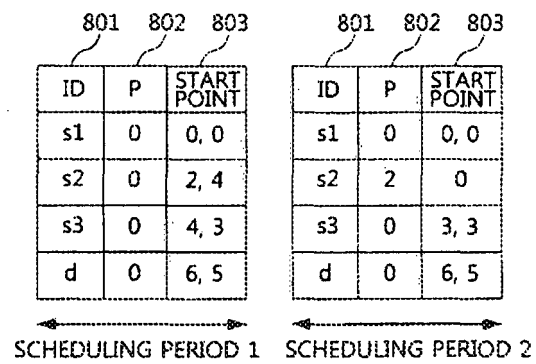 801 802 803 801 802 803
ID P START POINT ID P START POINT
s1 0 0, 0 s1 0 0, 0
s2 0 2, 4 s2 2 0
s3 0 4, 3 s3 0 3, 3
d 0 6, 5 d 0 6, 5
SCHEDULING PERIOD 1 SCHEDULING PERIOD 2